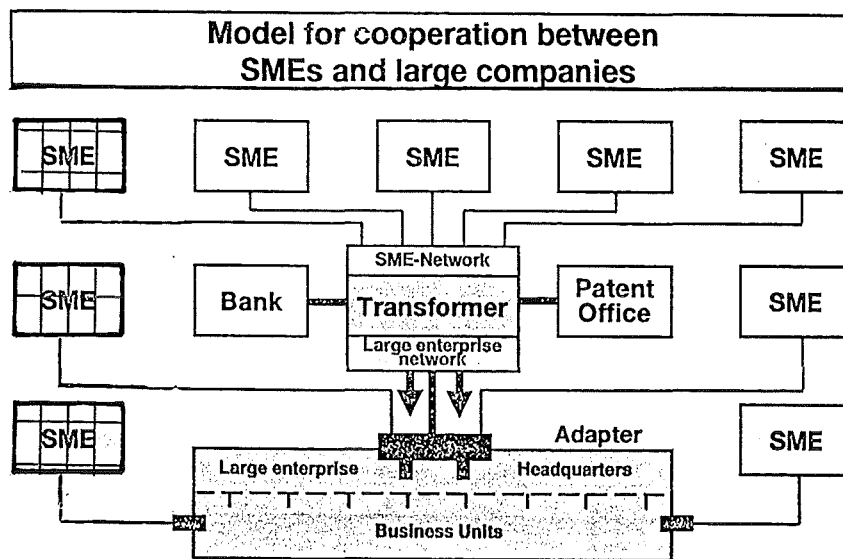 Model for cooperation between
SMEs and large companies
SME
SME
SME
SME
SME
SME-Network
SME
Bank
Transformer
Patent
Office
SME
Large enterprise
network
Adapter
SME
SME
Large enterprise
Headquarters
Business Units